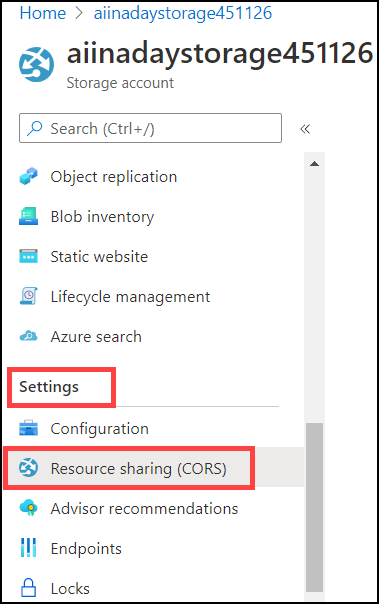 Home > aiinadaystorage451126
aiinadaystorage451126
Storage account
Search (Ctrl+/)
«
Object replication
Blob inventory
Static website
Lifecycle management
Azure search
Settings
Configuration
Resource sharing (CORS)
Advisor recommendations
Endpoints
Locks